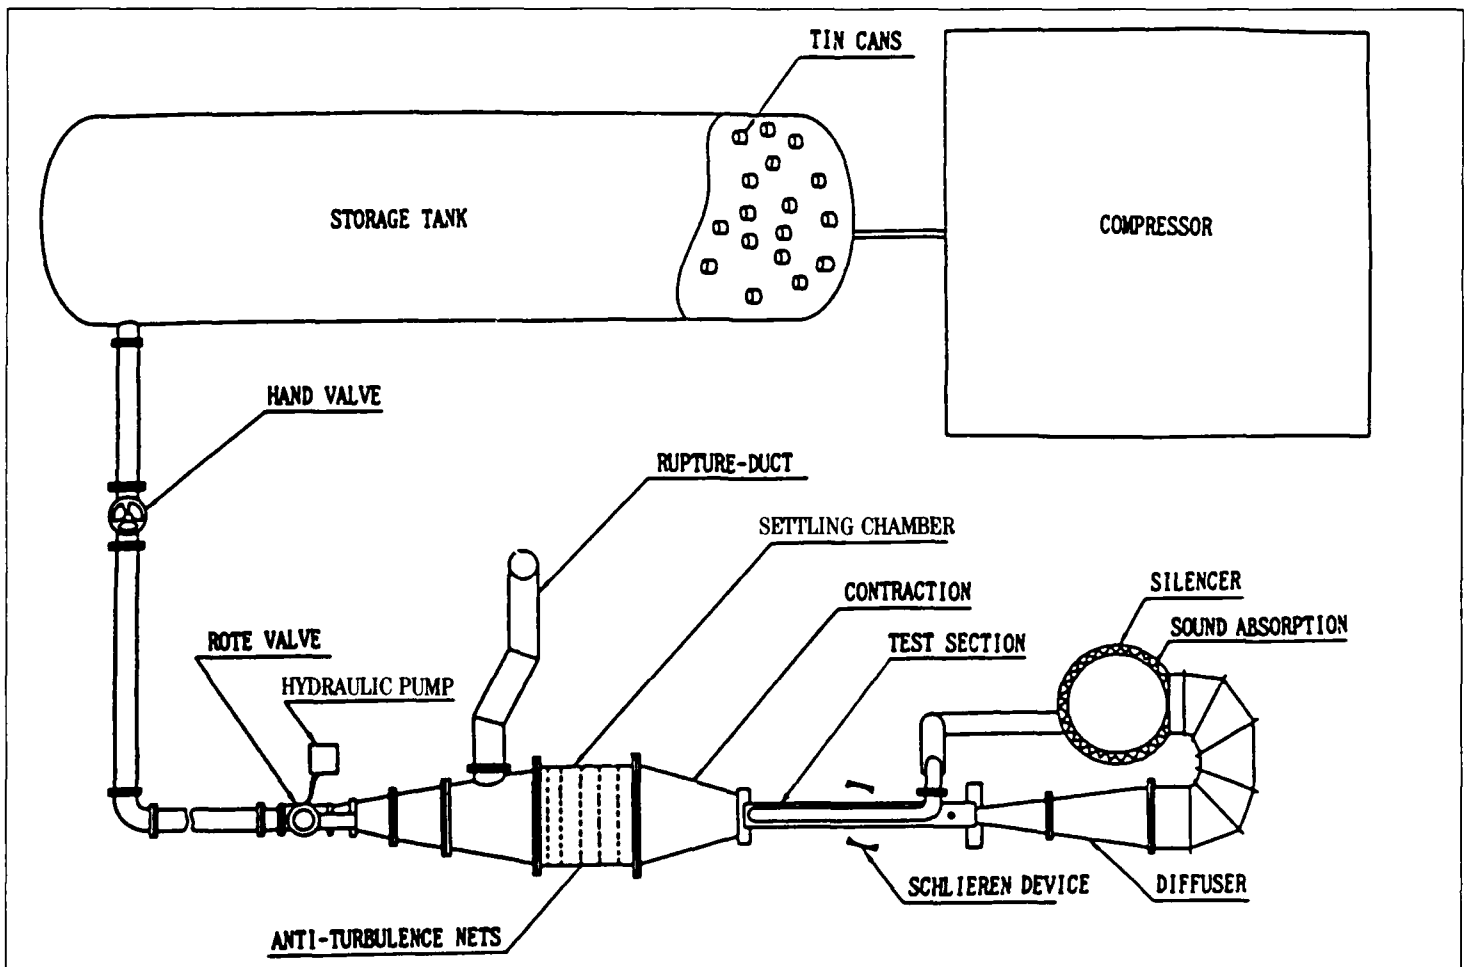 TIN CANS
STORAGE TANK
COMPRESSOR
HAND VALVE
RUPTURE-DUCT
SETTLING CHAMBER
CONTRACTION
TEST SECTION
SILENCER
SOUND ABSORPTION
ROTE VALVE
HYDRAULIC PUMP
SCHLIEREN DEVICE
DIFFUSER
ANTI-TURBULENCE NETS